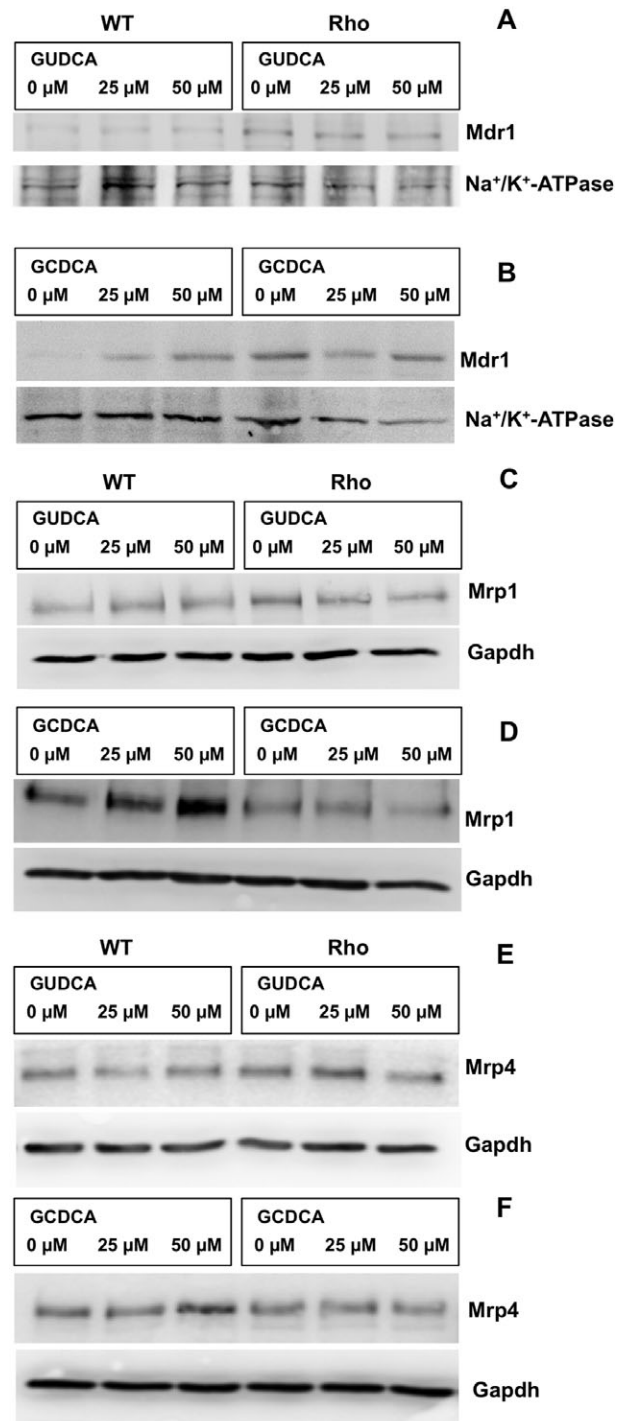 WT Rho A
GUDCA
0 µM 25 µM 50 µM 0 µM 25 µM 50 µM
Mdr1
Na⁺/K⁺-ATPase
GCDCA GCDCA B
0 µM 25 µM 50 µM 0 µM 25 µM 50 µM
Mdr1
Na⁺/K⁺-ATPase
WT Rho C
GUDCA GUDCA
0 µM 25 µM 50 µM 0 µM 25 µM 50 µM
Mrp1
Gapdh
GCDCA GCDCA D
0 µM 25 µM 50 µM 0 µM 25 µM 50 µM
Mrp1
Gapdh
WT Rho E
GUDCA GUDCA
0 µM 25 µM 50 µM 0 µM 25 µM 50 µM
Mrp4
Gapdh
GCDCA GCDCA F
0 µM 25 µM 50 µM 0 µM 25 µM 50 µM
Mrp4
Gapdh